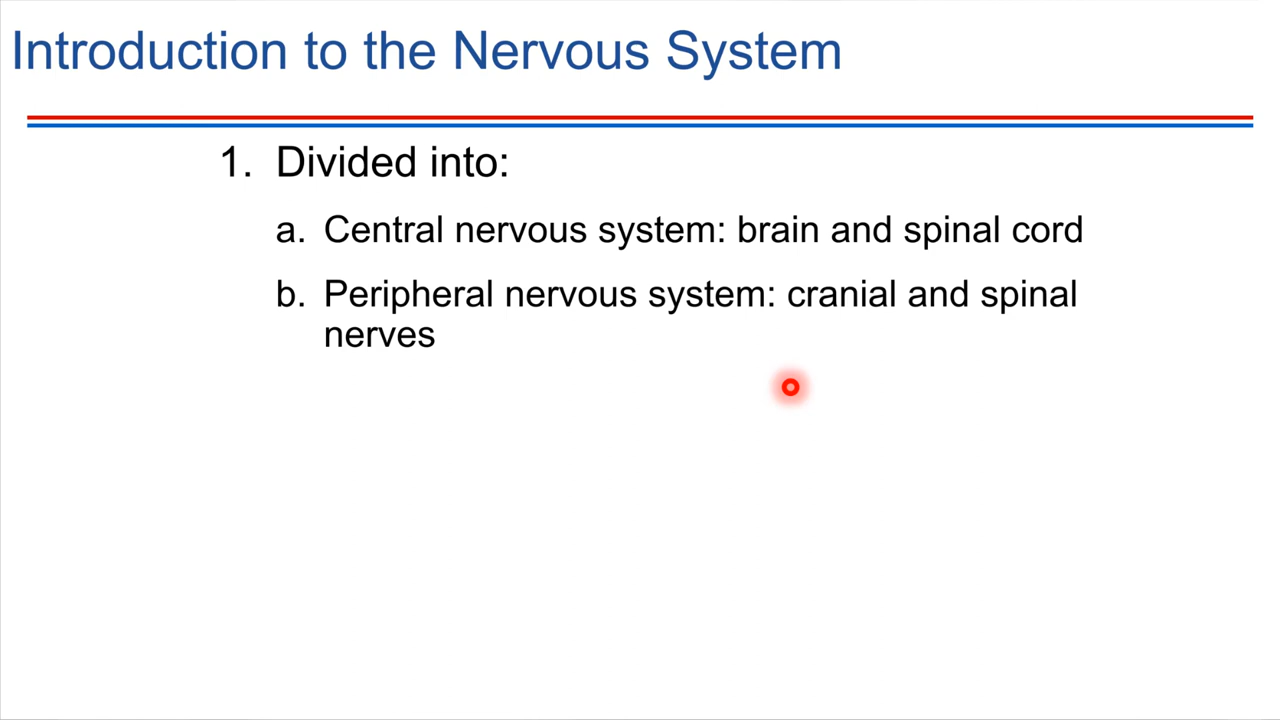 Introduction to the Nervous System
1. Divided into:
a. Central nervous system: brain and spinal cord
b. Peripheral nervous system: cranial and spinal
nerves